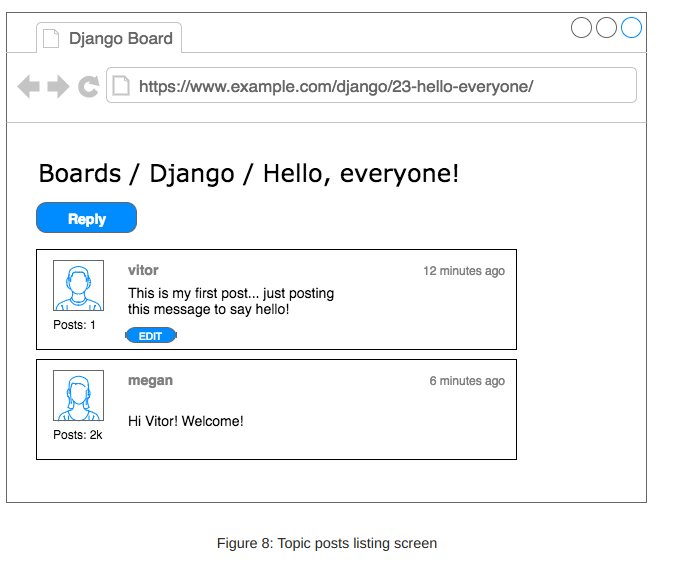 Django Board
https://www.example.com/django/23-hello-everyone/
Boards / Django / Hello, everyone!
Reply
vitor
12 minutes ago
This is my first post... just posting
this message to say hello!
Posts: 1
EDIT
megan
6 minutes ago
Hi Vitor! Welcome!
Posts: 2k
Figure 8: Topic posts listing screen